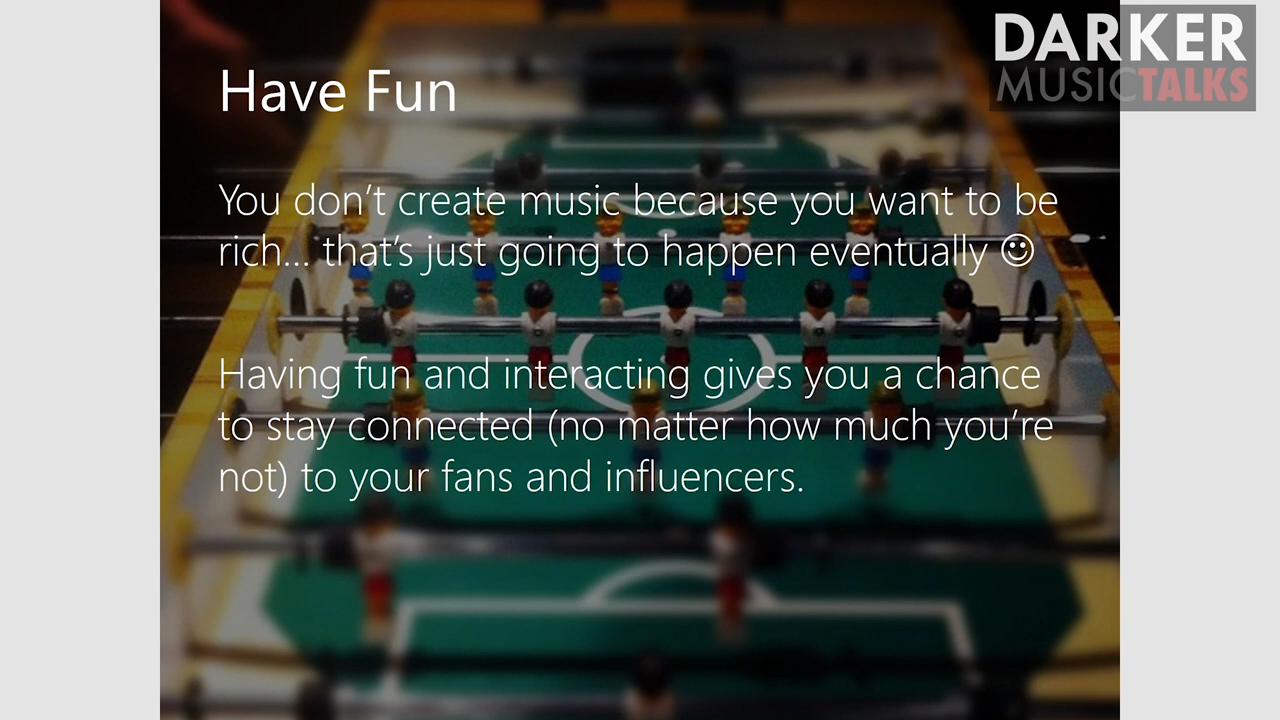 DARKER
MUSICTALKS
Have Fun
You don’t create music because you want to be
rich... that’s just going to happen eventually ☺
Having fun and interacting gives you a chance
to stay connected (no matter how much you’re
not) to your fans and influencers.